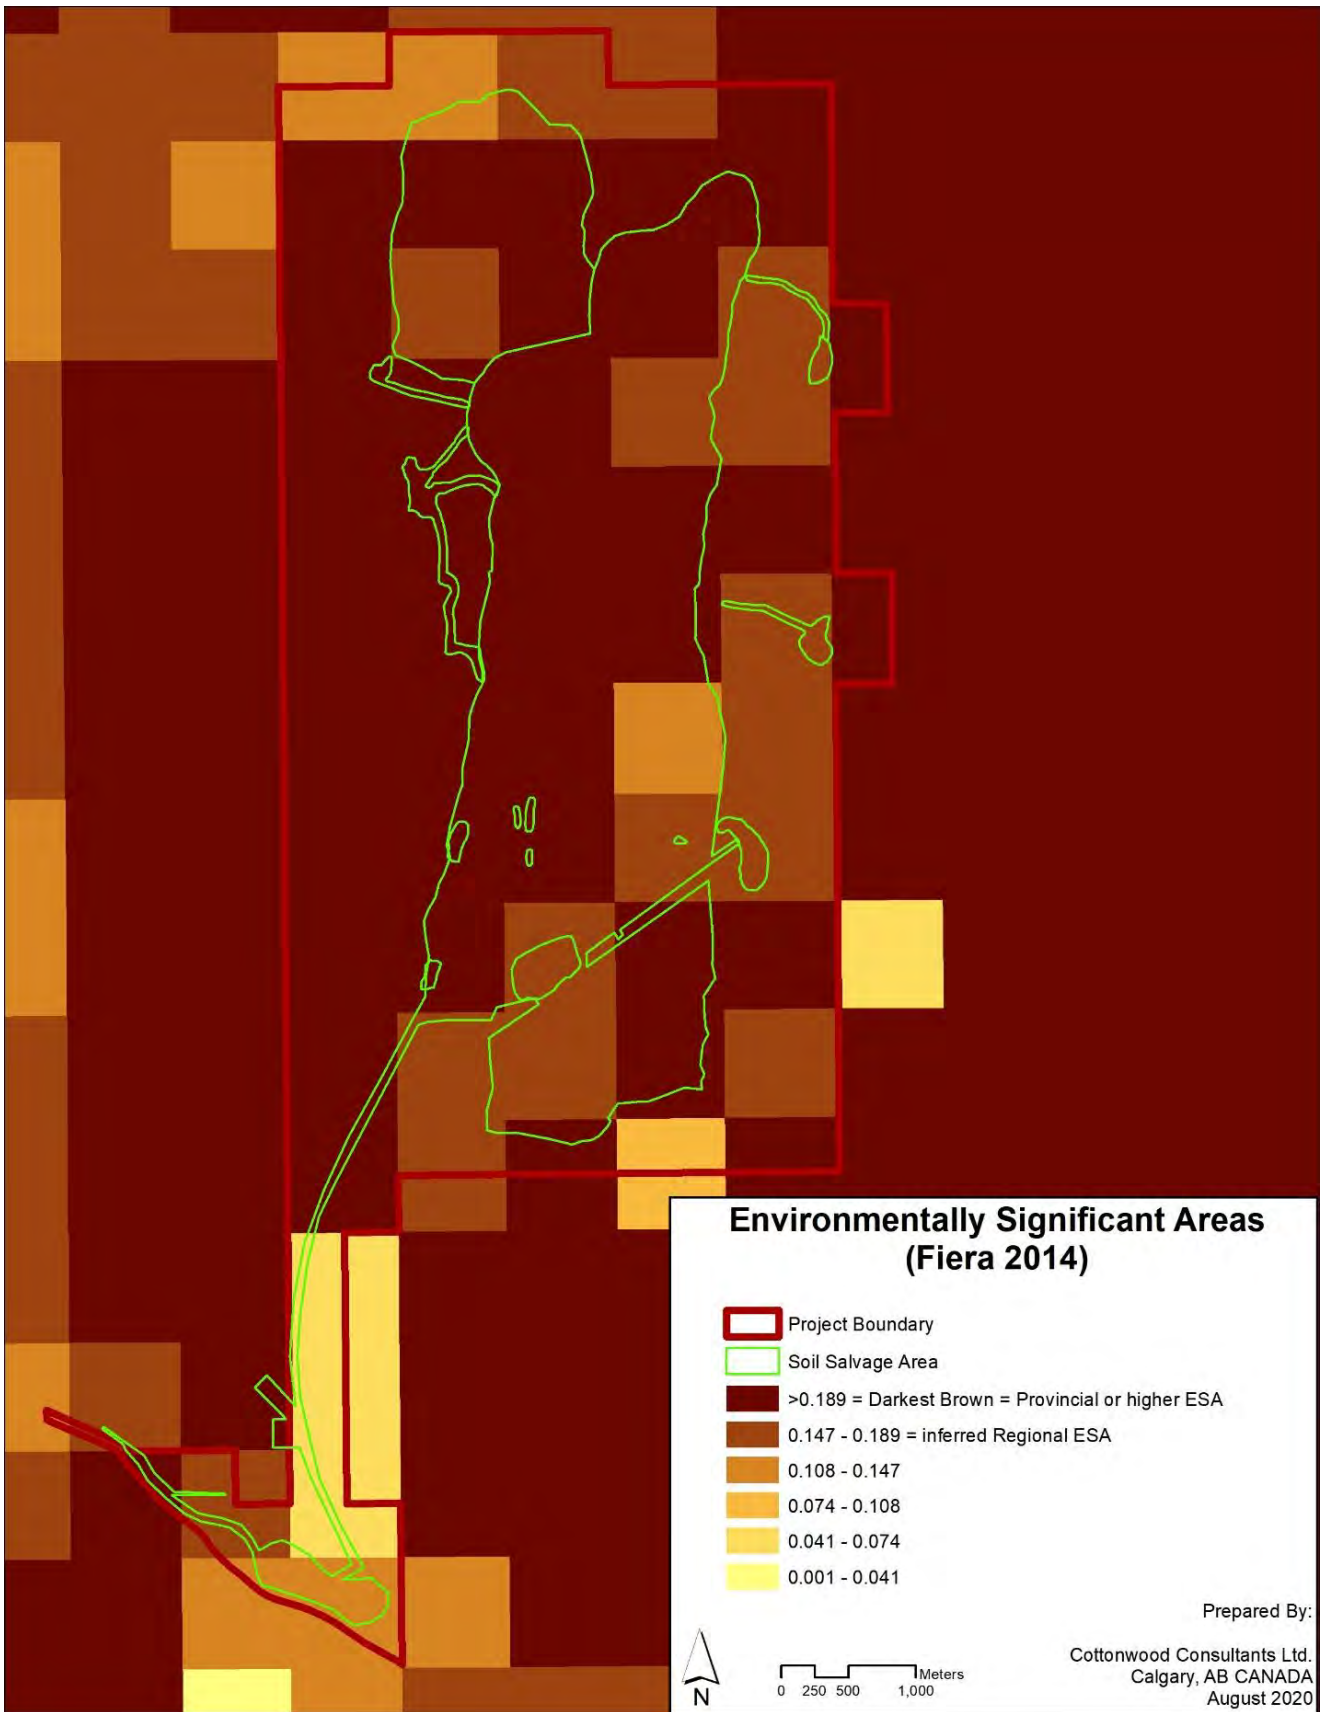 Environmentally Significant Areas
(Fiera 2014)
Project Boundary
Soil Salvage Area
>0.189 = Darkest Brown = Provincial or higher ESA
0.147 - 0.189 = inferred Regional ESA
0.108 - 0.147
0.074 - 0.108
0.041 - 0.074
0.001 - 0.041
Prepared By:
Cottonwood Consultants Ltd.
Calgary, AB CANADA
August 2020
N
Meters
0 250 500 1,000